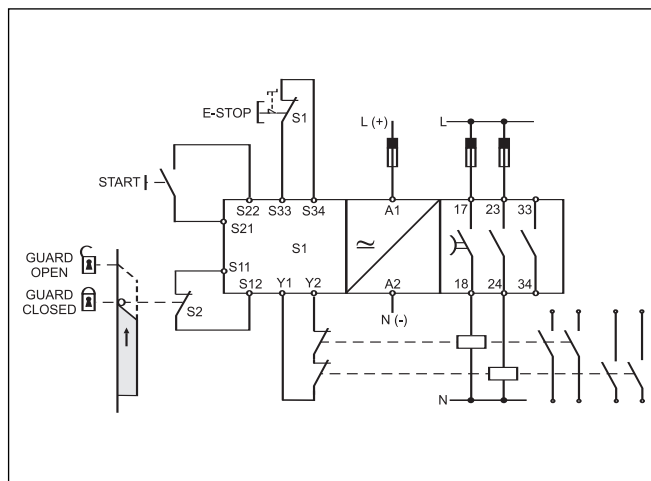 E-STOP
S1
L (+)
L
START
S22 S33 S34 A1 17 23 33
S21
S1
≃
S11
GUARD
OPEN
S12 Y1 Y2 A2 18 24 34
GUARD
CLOSED
S2
N (-)
N